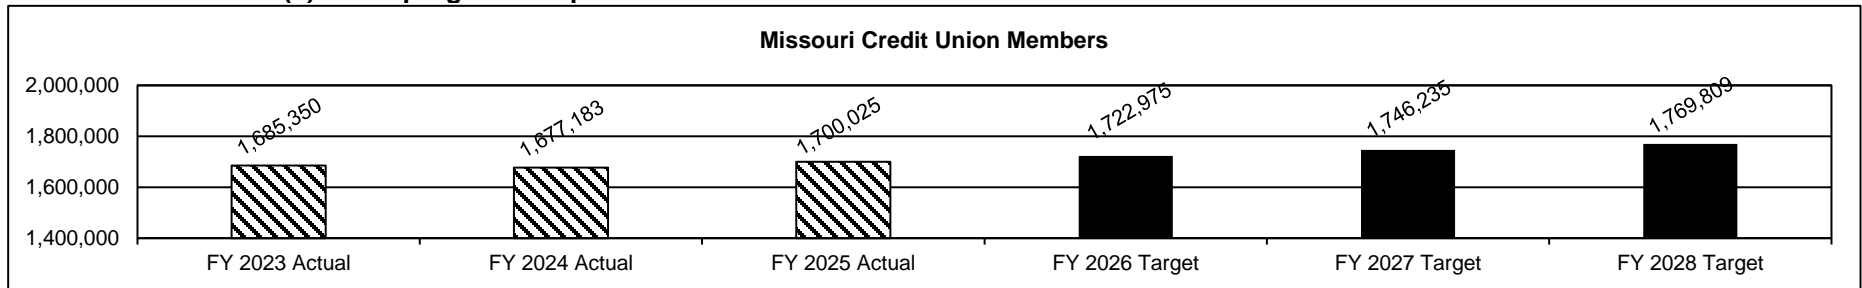 Missouri Credit Union Members
2,000,000
1,800,000
1,600,000
1,400,000
1,685,350
1,677,183
1,700,025
1,722,975
1,746,235
1,769,809
FY 2023 Actual
FY 2024 Actual
FY 2025 Actual
FY 2026 Target
FY 2027 Target
FY 2028 Target